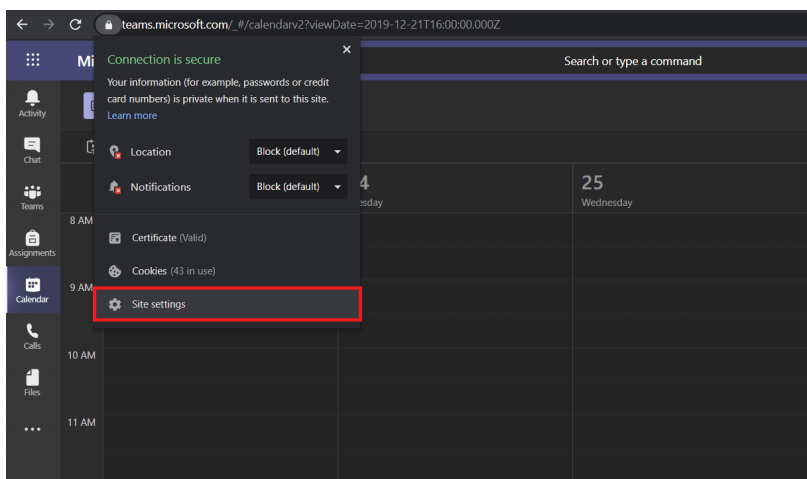 teams.microsoft.com/_#/calendarv2?viewDate=2019-12-21T16:00:00.000Z
Mi
Search or type a command
Connection is secure
Your information (for example, passwords or credit
card numbers) is private when it is sent to this site.
Learn more
Location Block (default)
Notifications Block (default)
Certificate (Valid)
Cookies (43 in use)
Site settings
Activity
Chat
Teams
Assignments
Calendar
Calls
Files
4
esday
25
Wednesday
8 AM
9 AM
10 AM
11 AM